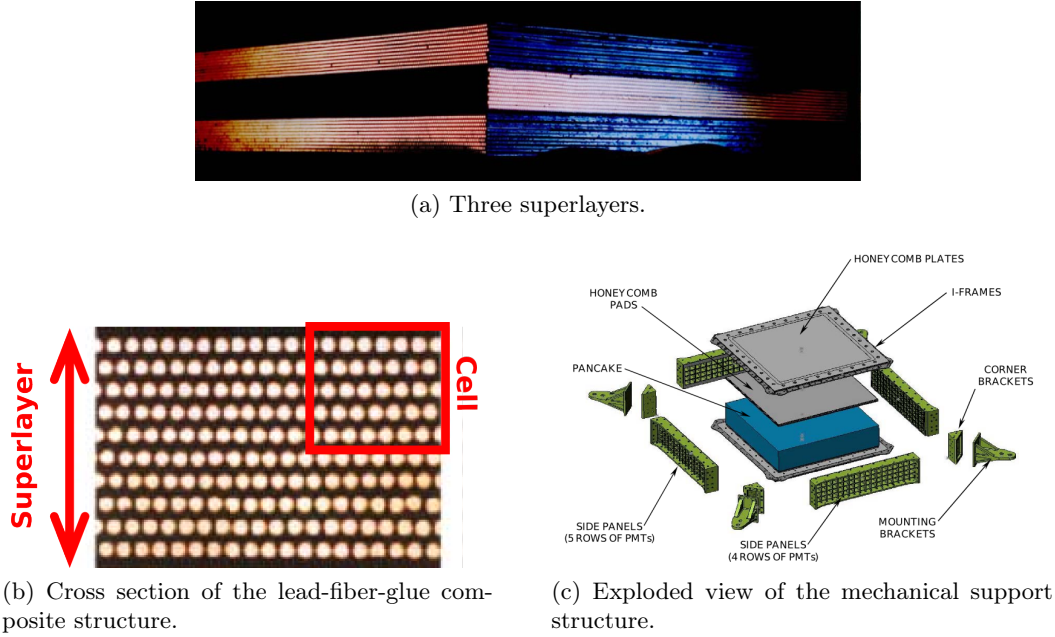 (a) Three superlayers.
Superlayer
Cell
(b) Cross section of the lead-fiber-glue com-
posite structure.
HONEYCOMB PLATES
HONEYCOMB
PADS
I-FRAMES
PANCAKE
CORNER
BRACKETS
SIDE PANELS
(5 ROWS OF PMTs)
SIDE PANELS
(4 ROWS OF PMTs)
MOUNTING
BRACKETS
(c) Exploded view of the mechanical support
structure.